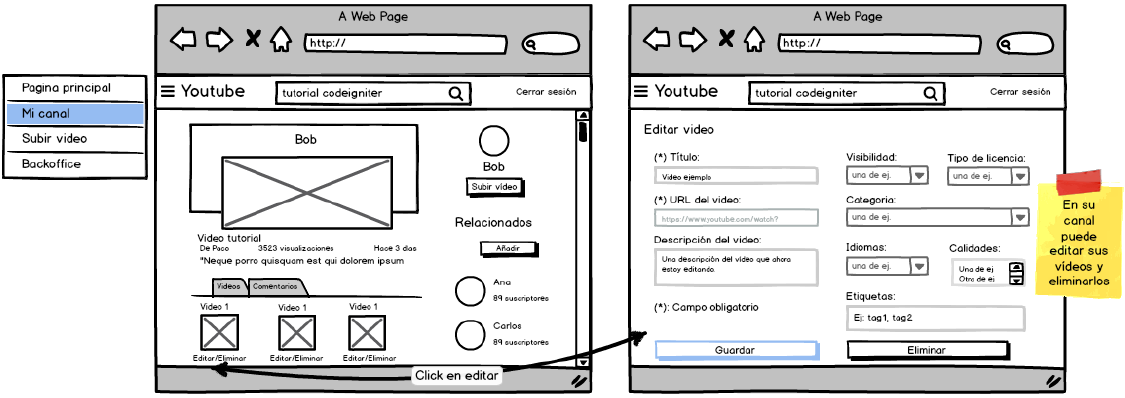 Pagina principal
Mi canal
Subir video
Backoffice
A Web Page
http://
Youtube
tutorial codeigniter
Cerrar sesión
Bob
Video tutorial
De Paco 3523 visualizaciones Hace 3 dias
"Neque porro quisquam est qui dolorem ipsum
Videos Comentarios
Video 1 Video 1 Video 1
Editar/Eliminar Editar/Eliminar Editar/Eliminar
Bob
Subir video
Relacionados
Añadir
Ana
89 suscriptores
Carlos
89 suscriptores
Click en editar
A Web Page
http://
Youtube
tutorial codeigniter
Cerrar sesión
Editar video
(*) Título:
Video ejemplo
(*) URL del video:
https://www.youtube.com/watch?
Descripción del video:
Una descripción del video que ahora
estoy editando.
(*): Campo obligatorio
Guardar
Visibilidad:
una de ej.
Tipo de licencia:
una de ej.
Categoria:
una de ej.
Idiomas:
una de ej.
Calidades:
Una de ej
Otra de ej
Etiquetas:
Ej: tag1, tag2
Eliminar
En su
canal
puede
editar sus
vídeos y
eliminarlos